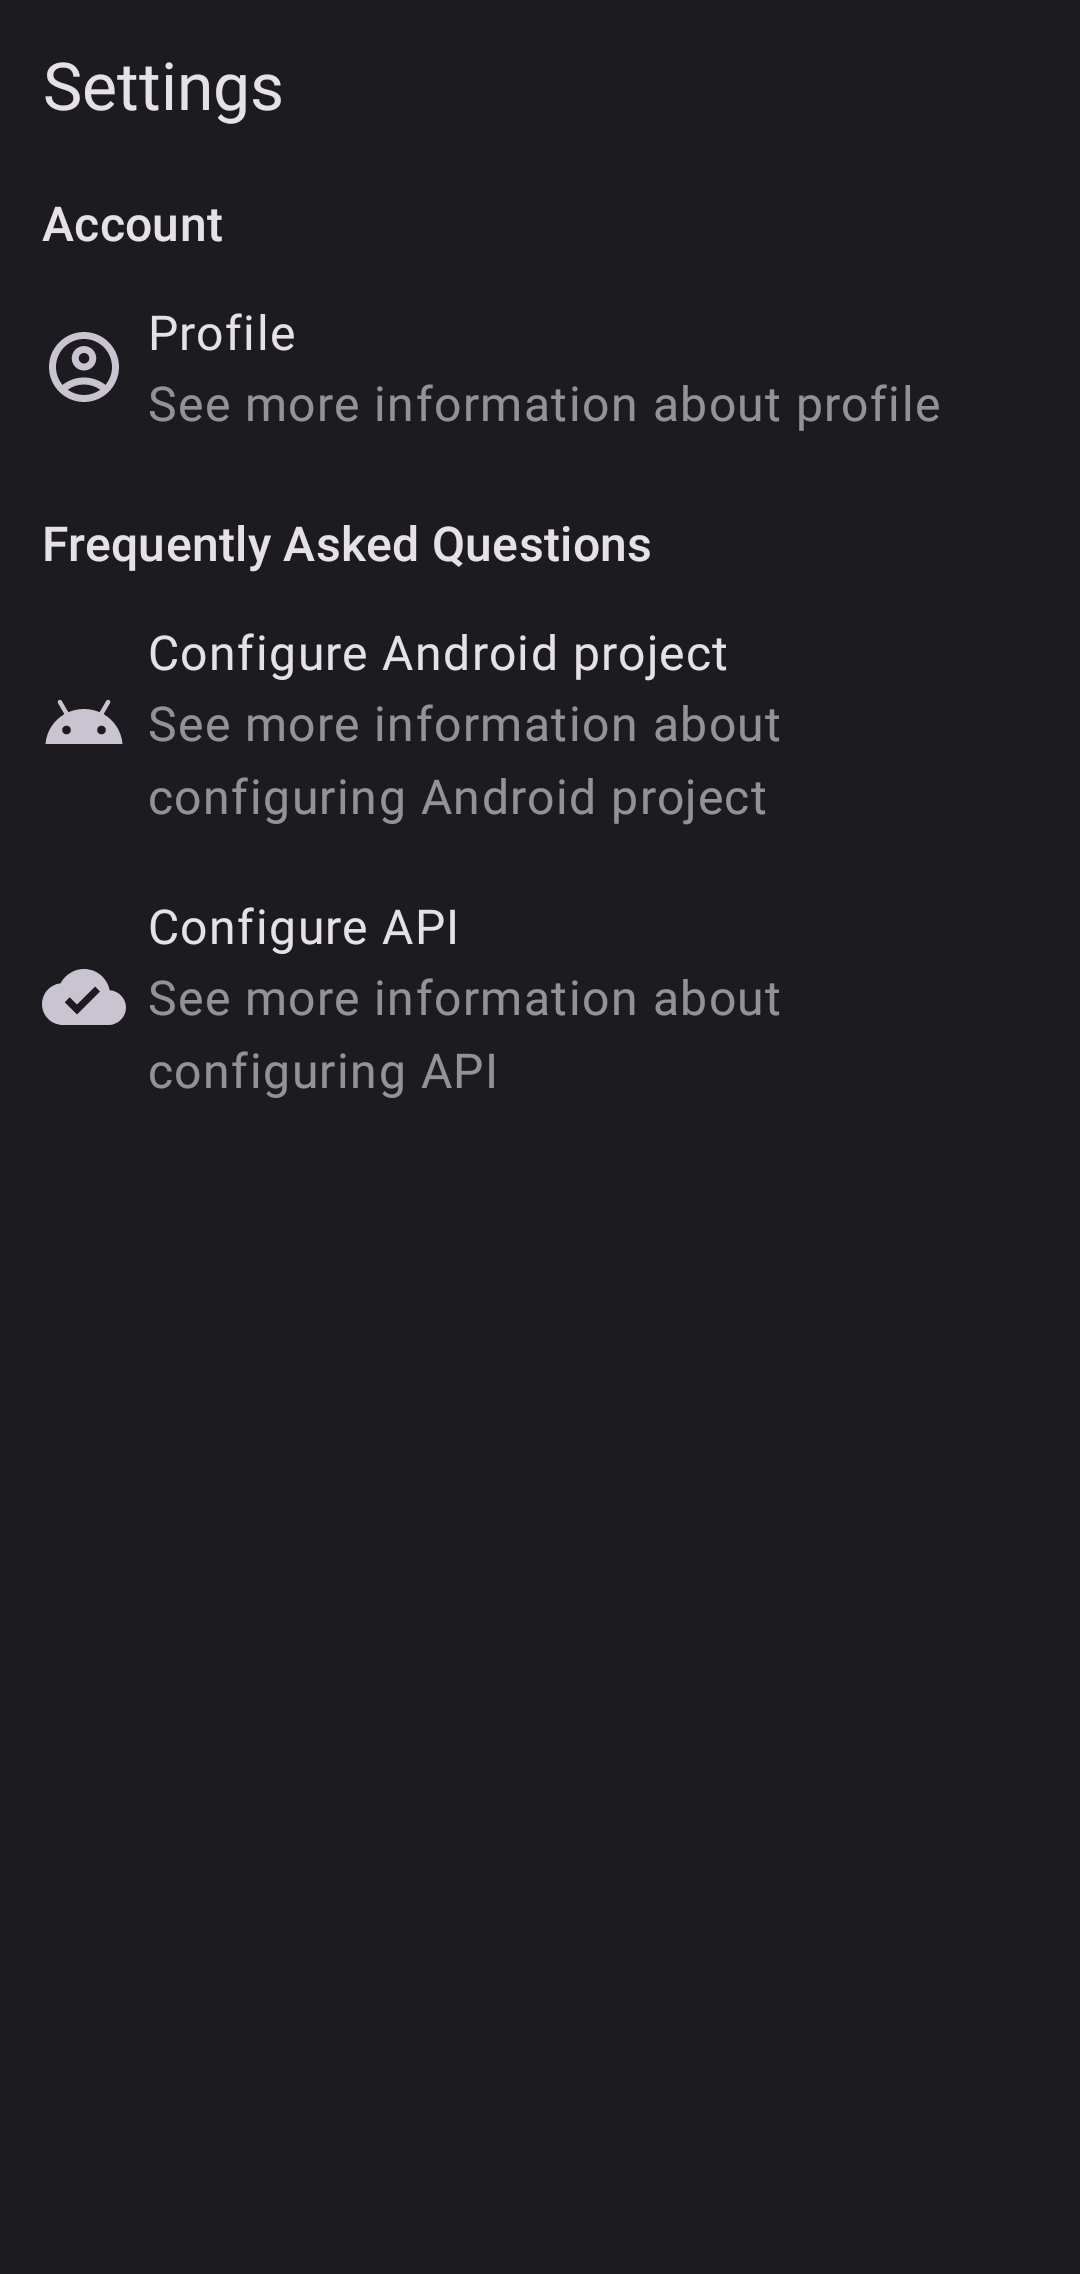 Settings
Account
Profile
See more information about profile
Frequently Asked Questions
Configure Android project
See more information about
configuring Android project
Configure API
See more information about
configuring API